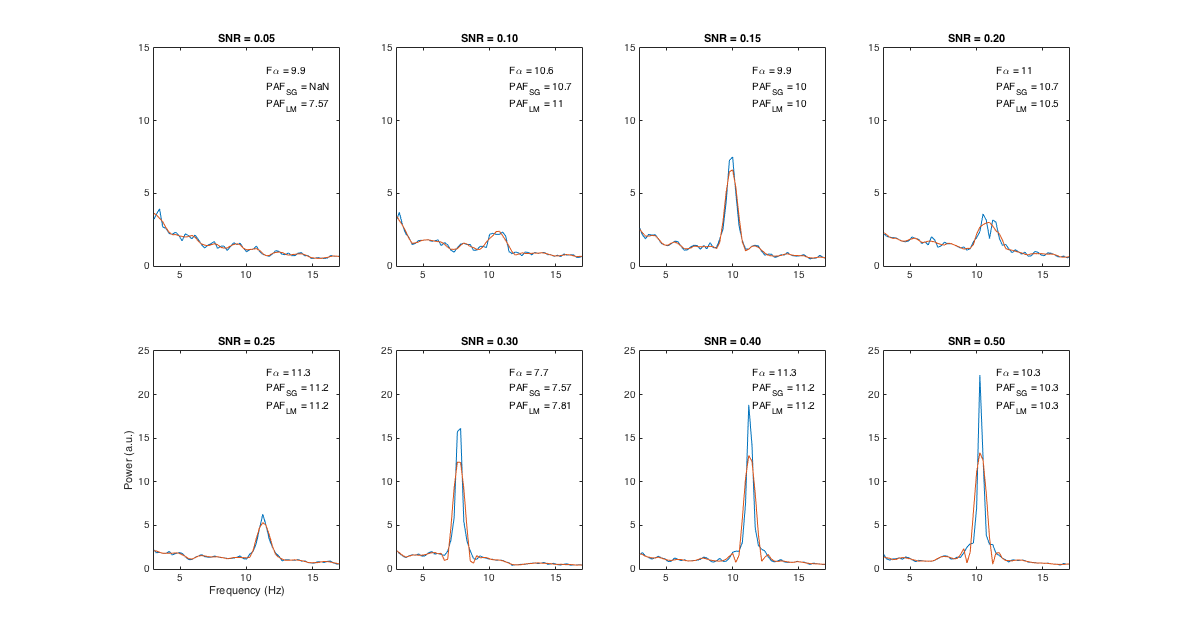 SNR = 0.05
15
10
5
0
5
10
15
Fα = 9.9
PAF_SG = NaN
PAF_LM = 7.57
SNR = 0.10
15
10
5
0
5
10
15
Fα = 10.6
PAF_SG = 10.7
PAF_LM = 11
SNR = 0.15
15
10
5
0
5
10
15
Fα = 9.9
PAF_SG = 10
PAF_LM = 10
SNR = 0.20
15
10
5
0
5
10
15
Fα = 11
PAF_SG = 10.7
PAF_LM = 10.5
SNR = 0.25
25
20
15
10
5
0
5
10
15
Fα = 11.3
PAF_SG = 11.2
PAF_LM = 11.2
Power (a.u.)
Frequency (Hz)
SNR = 0.30
25
20
15
10
5
0
5
10
15
Fα = 7.7
PAF_SG = 7.57
PAF_LM = 7.81
SNR = 0.40
25
20
15
10
5
0
5
10
15
Fα = 11.3
PAF_SG = 11.2
PAF_LM = 11.2
SNR = 0.50
25
20
15
10
5
0
5
10
15
Fα = 10.3
PAF_SG = 10.3
PAF_LM = 10.3